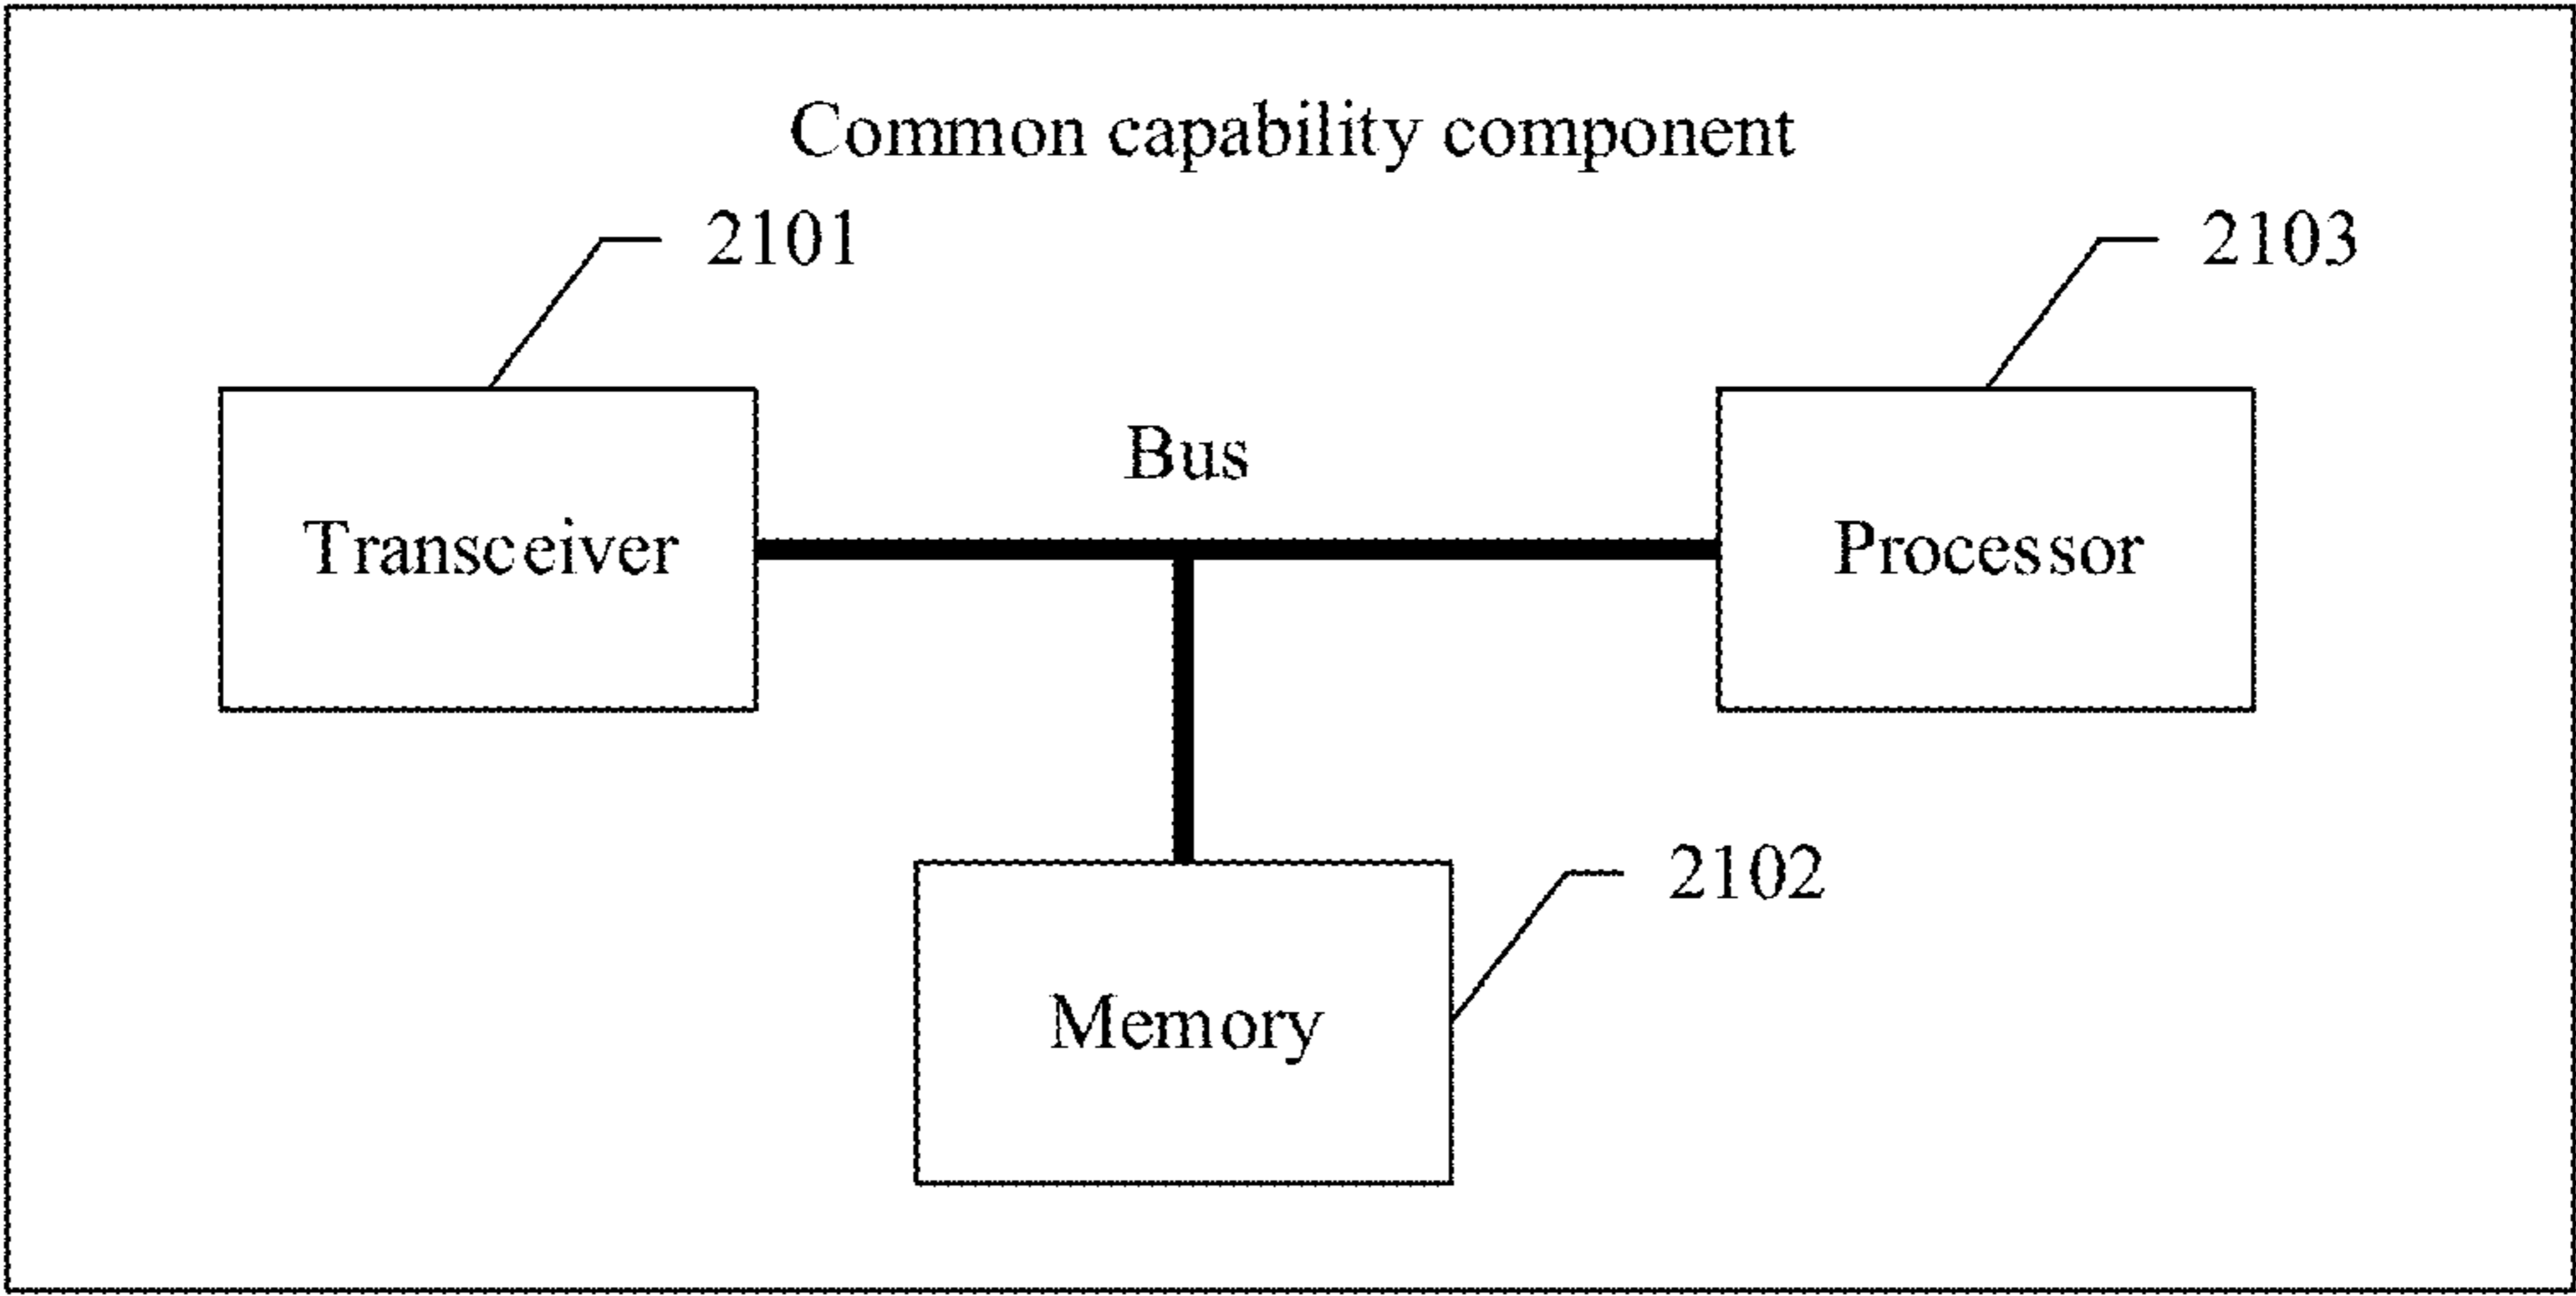 Common capability component
2101
2103
Bus
Transceiver
Processor
2102
Memory